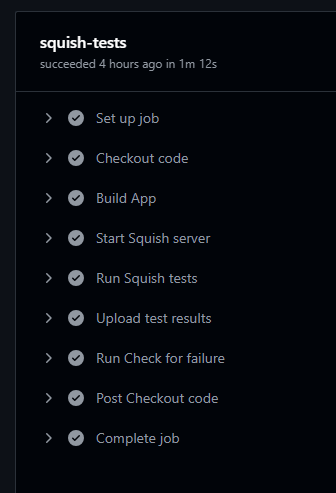 squish-tests
succeeded 4 hours ago in 1m 12s
Set up job
Checkout code
Build App
Start Squish server
Run Squish tests
Upload test results
Run Check for failure
Post Checkout code
Complete job